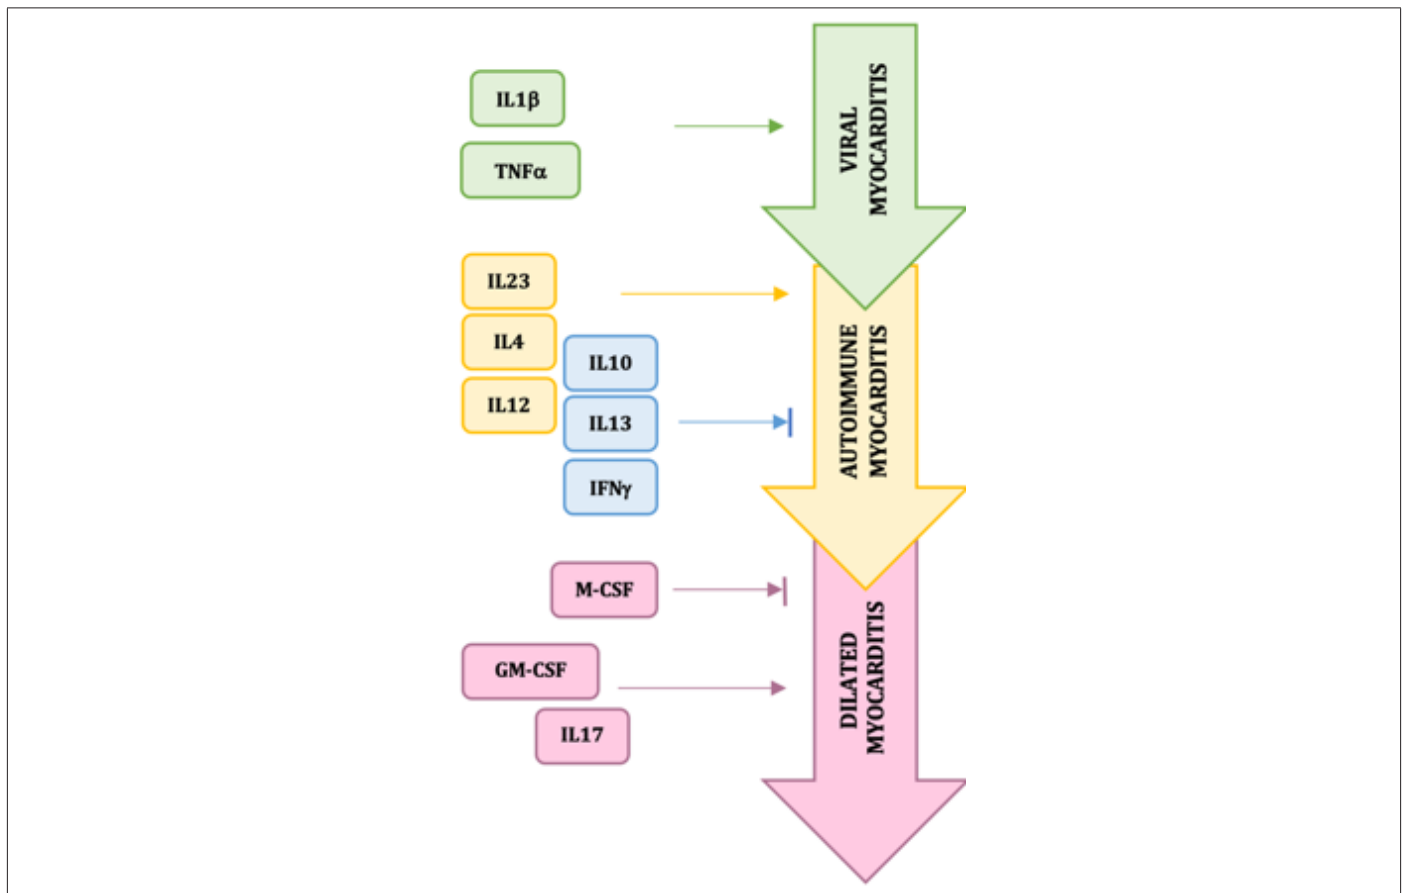 IL1β
TNFα
VIRAL
MYOCARDITIS
IL23
IL4
IL12
IL10
IL13
IFNγ
AUTOIMMUNE
MYOCARDITIS
M-CSF
GM-CSF
IL17
DILATED
MYOCARDITIS